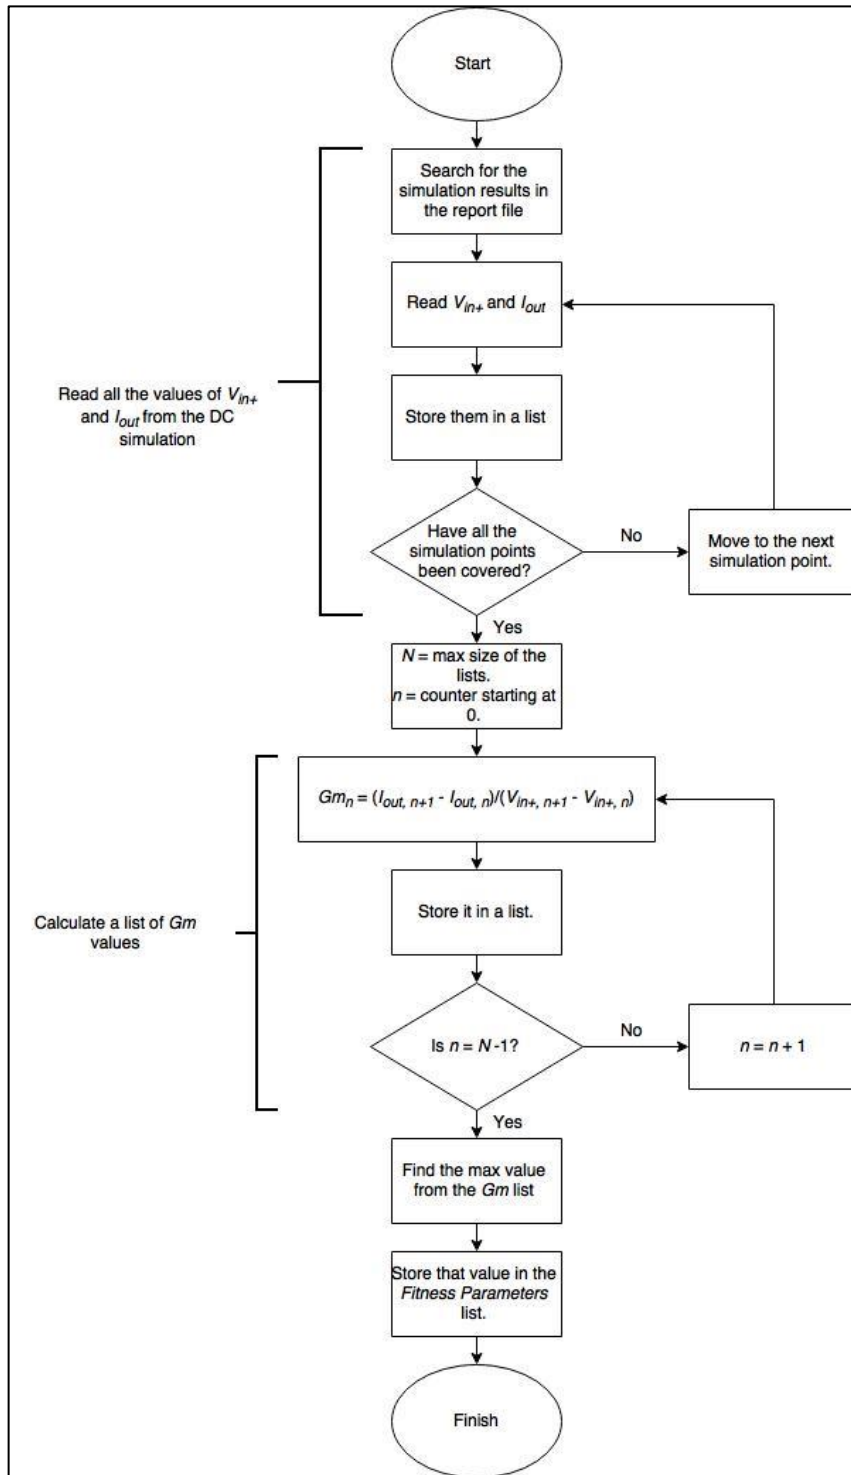 Start
Search for the
simulation results in
the report file
Read Vin+ and Iout
Read all the values of Vin+
and Iout from the DC
simulation
Store them in a list
Have all the
simulation points
been covered?
No
Move to the next
simulation point.
Yes
N = max size of the
lists.
n = counter starting at
0.
Gmn = (Iout, n+1 - Iout, n)/(Vin+, n+1 - Vin+, n)
Calculate a list of Gm
values
Store it in a list.
Is n = N -1?
No
n = n + 1
Yes
Find the max value
from the Gm list
Store that value in the
Fitness Parameters
list.
Finish